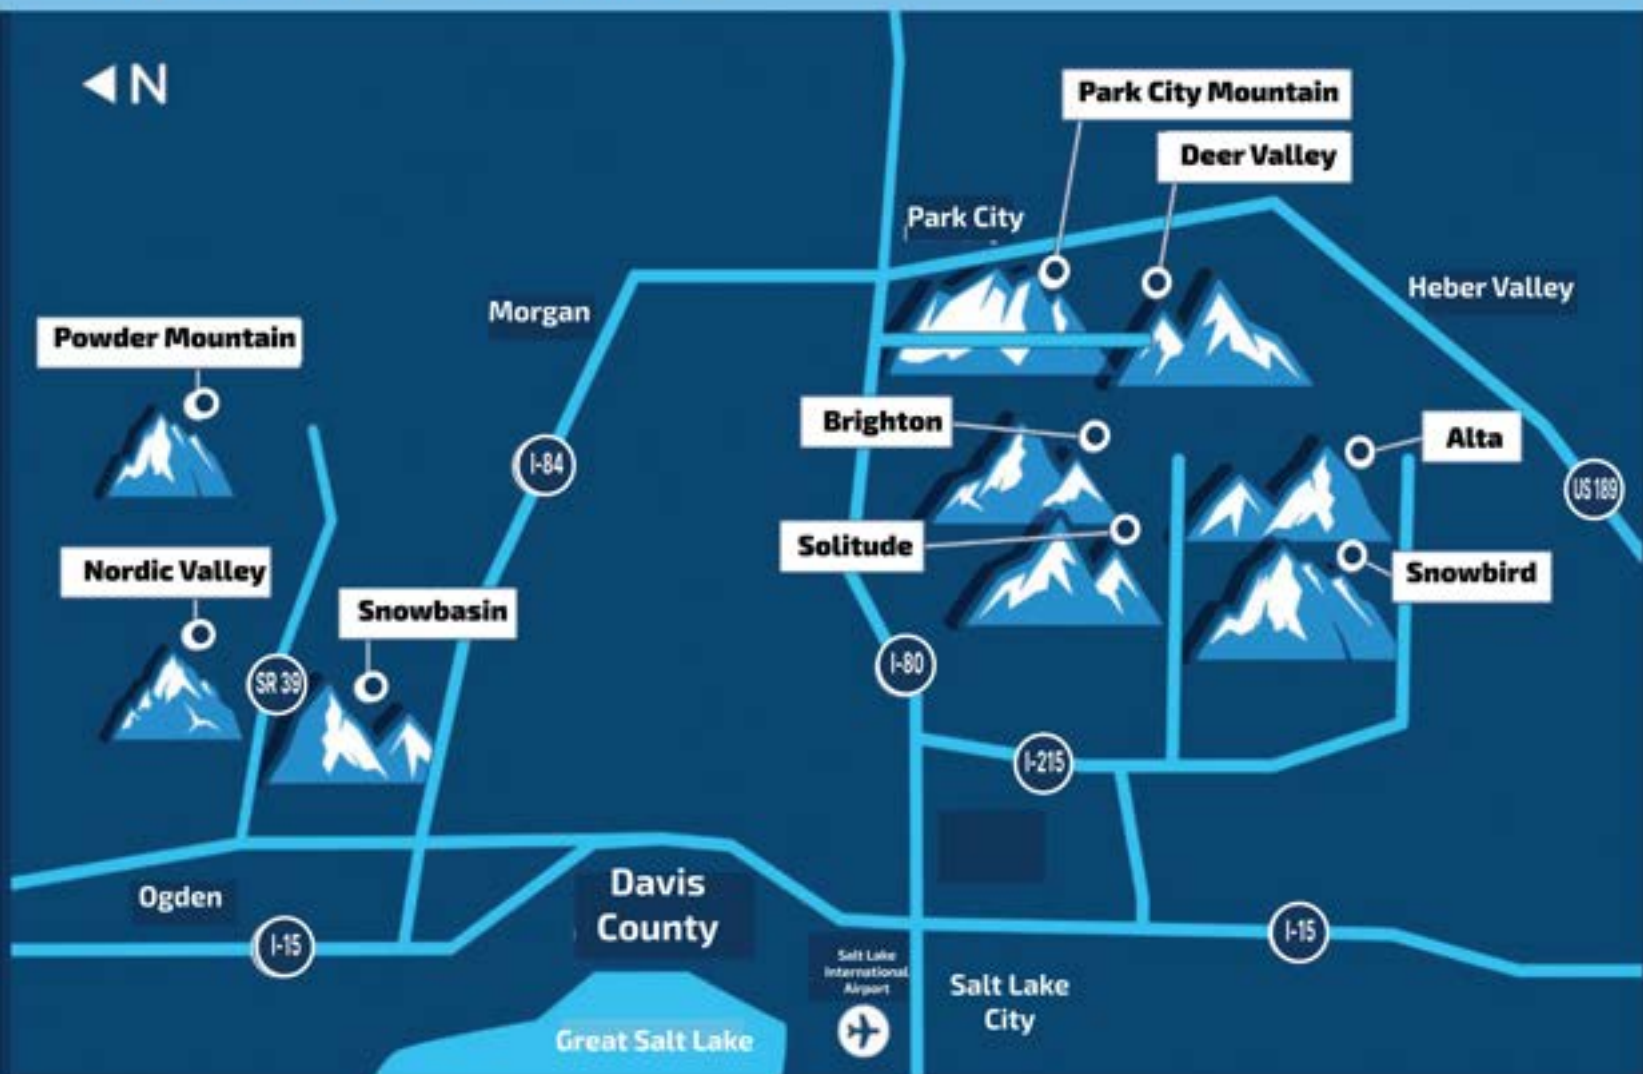 N
Park City Mountain
Deer Valley
Park City
Heber Valley
Morgan
Powder Mountain
Brighton
Alta
I-84
US 189
Solitude
Snowbird
Nordic Valley
Snowbasin
I-80
SR 39
I-215
Davis
County
Ogden
I-15
I-15
Salt Lake
International
Airport
Salt Lake
City
Great Salt Lake